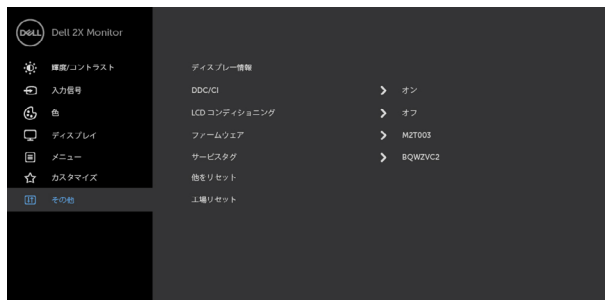 DELL Dell 2X Monitor
輝度/コントラスト ディスプレー情報
入力信号 DDC/CI オン
色 LCD コンディショニング オフ
ディスプレイ ファームウェア M2T003
メニュー サービスタグ BQWZVC2
カスタマイズ 他をリセット
その他 工場リセット